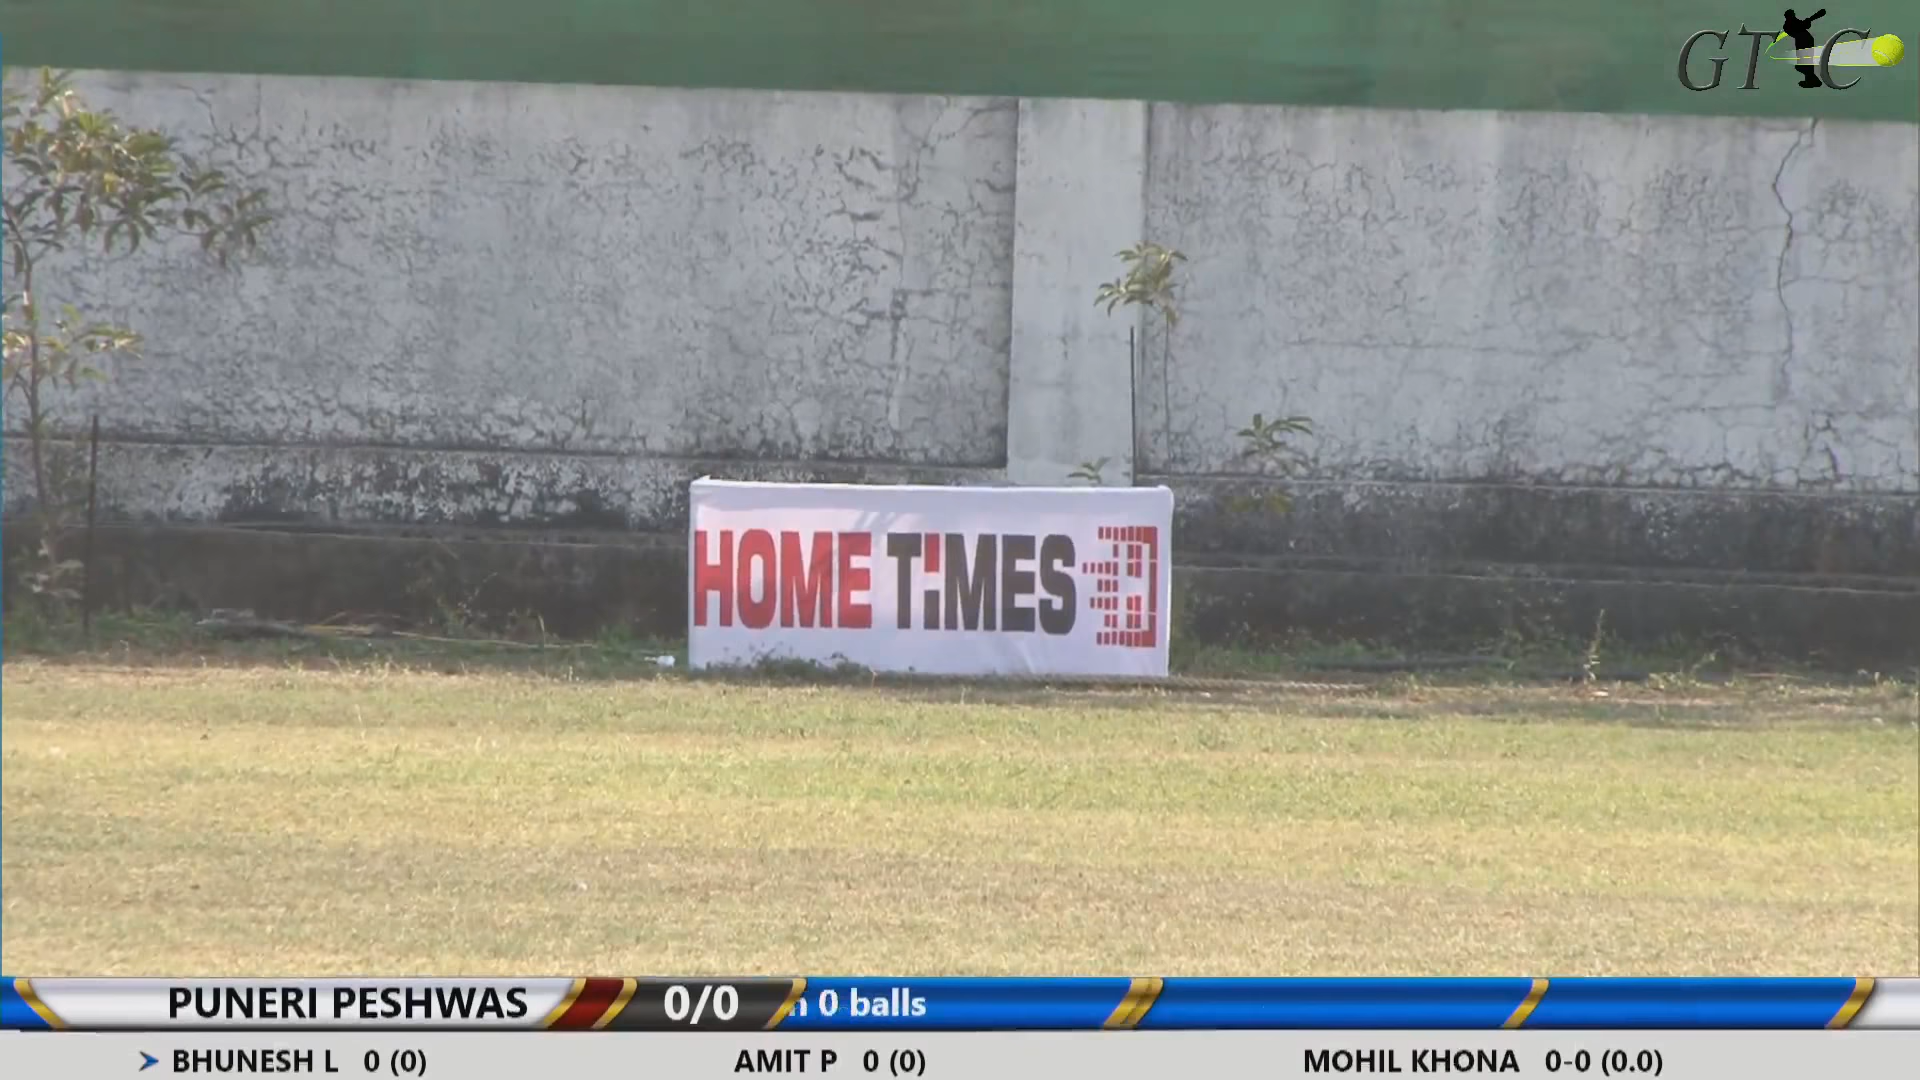 GTC
HOME TIMES
PUNERI PESHWAS 0/0 0 balls
BHUNESH L 0 (0) AMIT P 0 (0) MOHIL KHONA 0-0 (0.0)